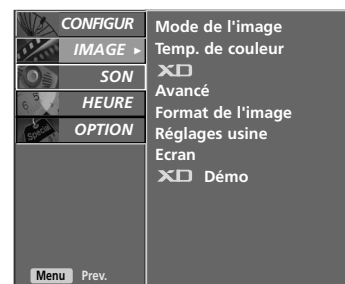 CONFIGUR
IMAGE ►
SON
HEURE
OPTION
Mode de l'image
Temp. de couleur
XD
Avancé
Format de l'image
Réglages usine
Ecran
XD Démo
Menu Prev.